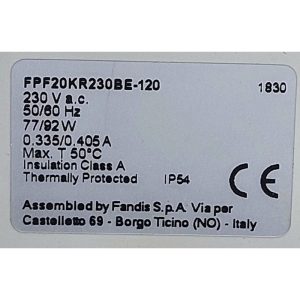 FPF20KR230BE-120 1830
230 V a.c.
50/60 Hz
77/92 W
0.335/0.405 A
Max. T 50°C
Insulation Class A
Thermally Protected IP54
CE
Assembled by Fandis S.p.A. Via per
Castelletto 69 - Borgo Ticino (NO) - Italy